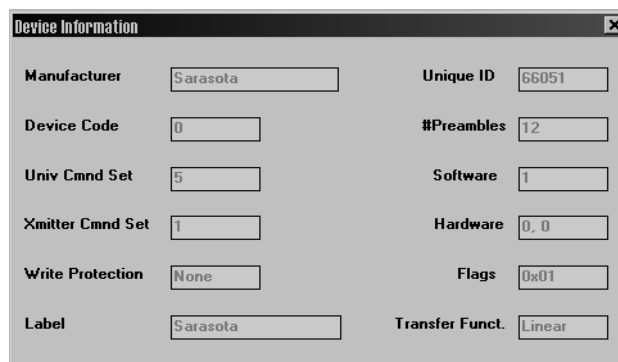 Device Information
Manufacturer Sarasota Unique ID 66051
Device Code 0 #Preambles 12
Univ Cmnd Set 5 Software 1
Xmitter Cmnd Set 1 Hardware 0, 0
Write Protection None Flags 0x01
Label Sarasota Transfer Funct. Linear